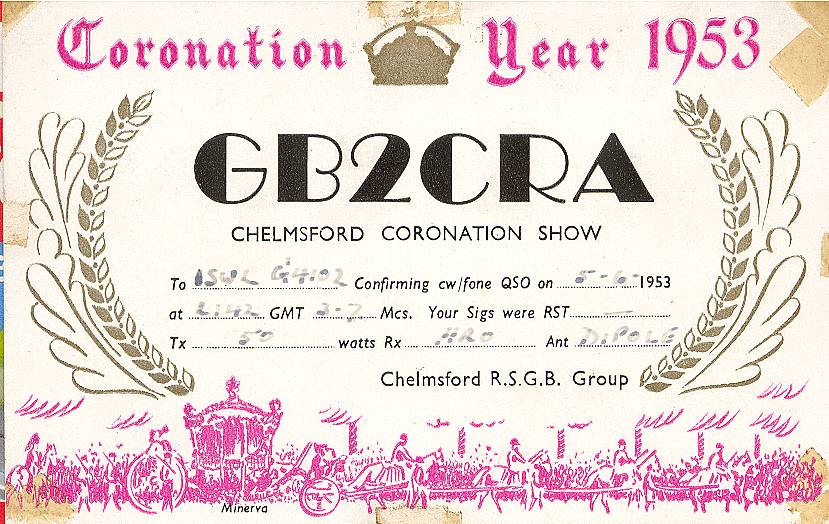 Coronation Year 1953
GB2CRA
CHELMSFORD CORONATION SHOW
To ISWL G4102 Confirming cw/fone QSO on 5-6- 1953
at 2142 GMT 3.7 Mcs. Your Sigs were RST —
Tx 50 watts Rx HRO Ant DIPOLE
Chelmsford R.S.G.B. Group
Minerva